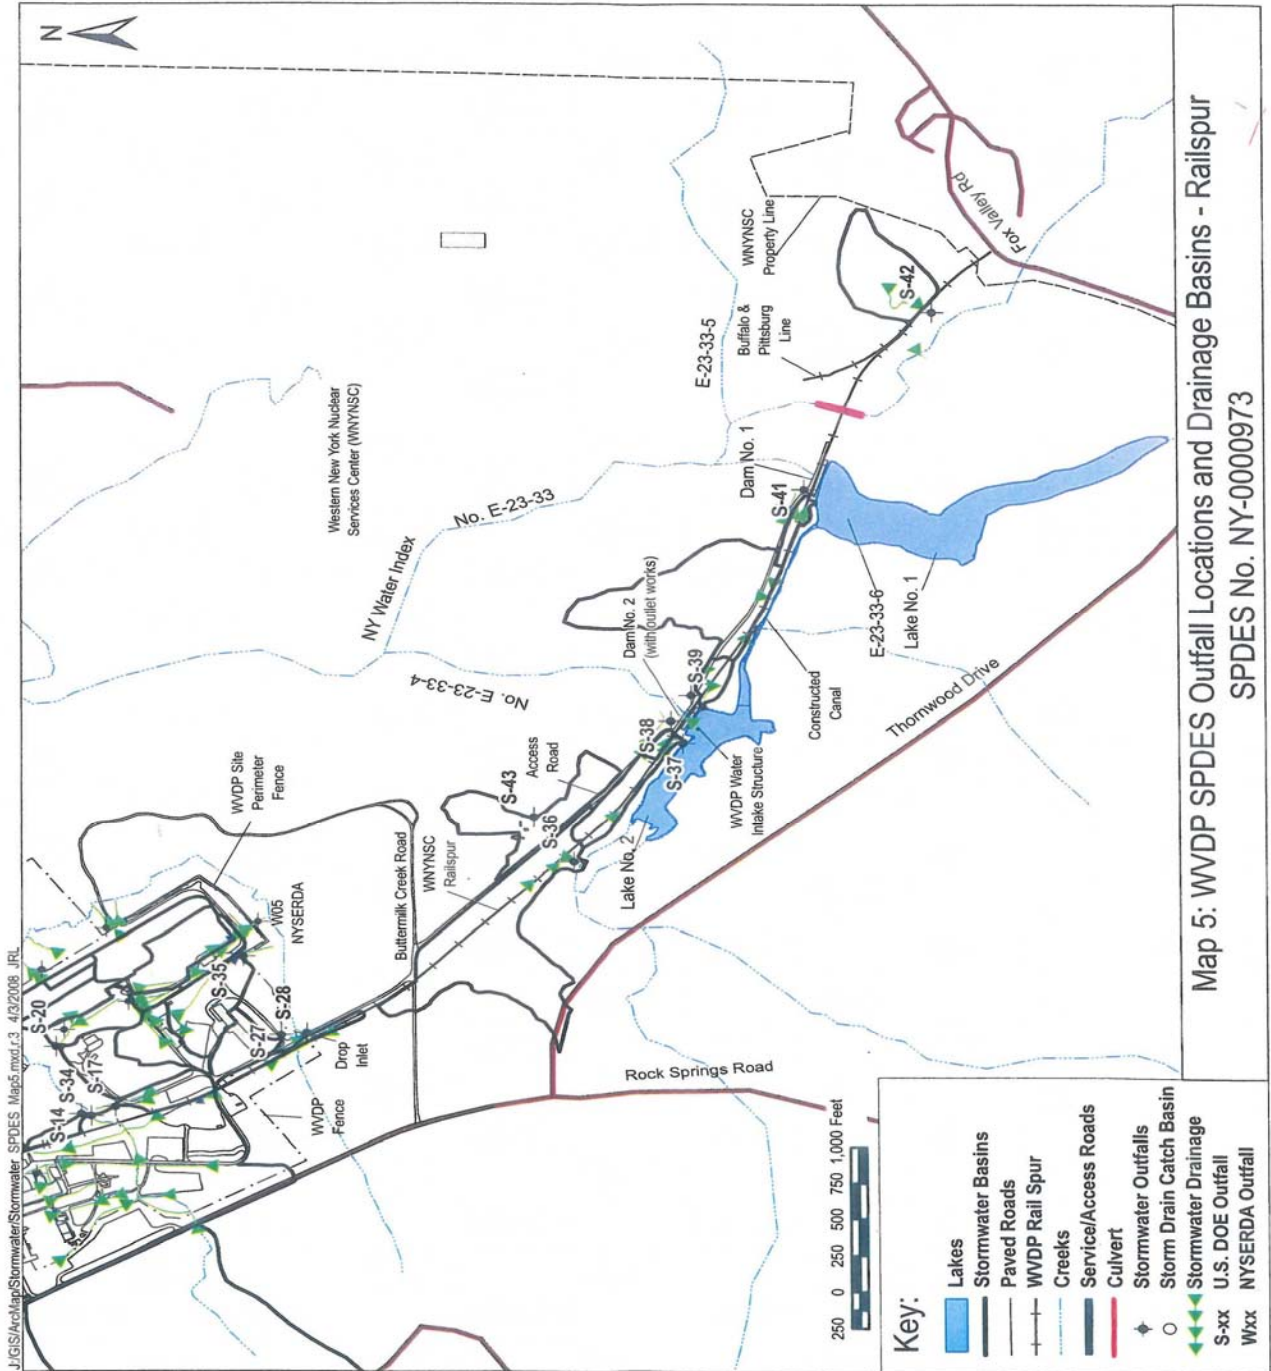 J:/GIS/ArcMap/Stormwater/Stormwater_SPDES_Map5.mxd,r.3 4/3/2008 JRL
N
S-14
S-34
S-17
S-20
S-35
S-27
S-28
W05
NYSERDA
WVDP
Fence
Drop
Inlet
WVDP Site
Perimeter
Fence
Western New York Nuclear
Services Center (WNYNSC)
Buttermilk Creek Road
WNYNSC
Railspur
Access
Road
S-43
S-36
No. E-23-33-4
NY Water Index
No. E-23-33
E-23-33-5
Dam No. 2
(with outlet works)
S-37
S-38
S-39
Lake No. 2
WVDP Water
Intake Structure
Constructed
Canal
S-41
Dam No. 1
Buffalo &
Pittsburg
Line
WNYNSC
Property Line
S-42
Fox Valley Rd
E-23-33-6
Lake No. 1
Thornwood Drive
Rock Springs Road
250 0 250 500 750 1,000 Feet
Key:
Lakes
Stormwater Basins
Paved Roads
WVDP Rail Spur
Creeks
Service/Access Roads
Culvert
Stormwater Outfalls
Storm Drain Catch Basin
Stormwater Drainage
S-xx U.S. DOE Outfall
Wxx NYSERDA Outfall
Map 5: WVDP SPDES Outfall Locations and Drainage Basins - Railspur
SPDES No. NY-0000973